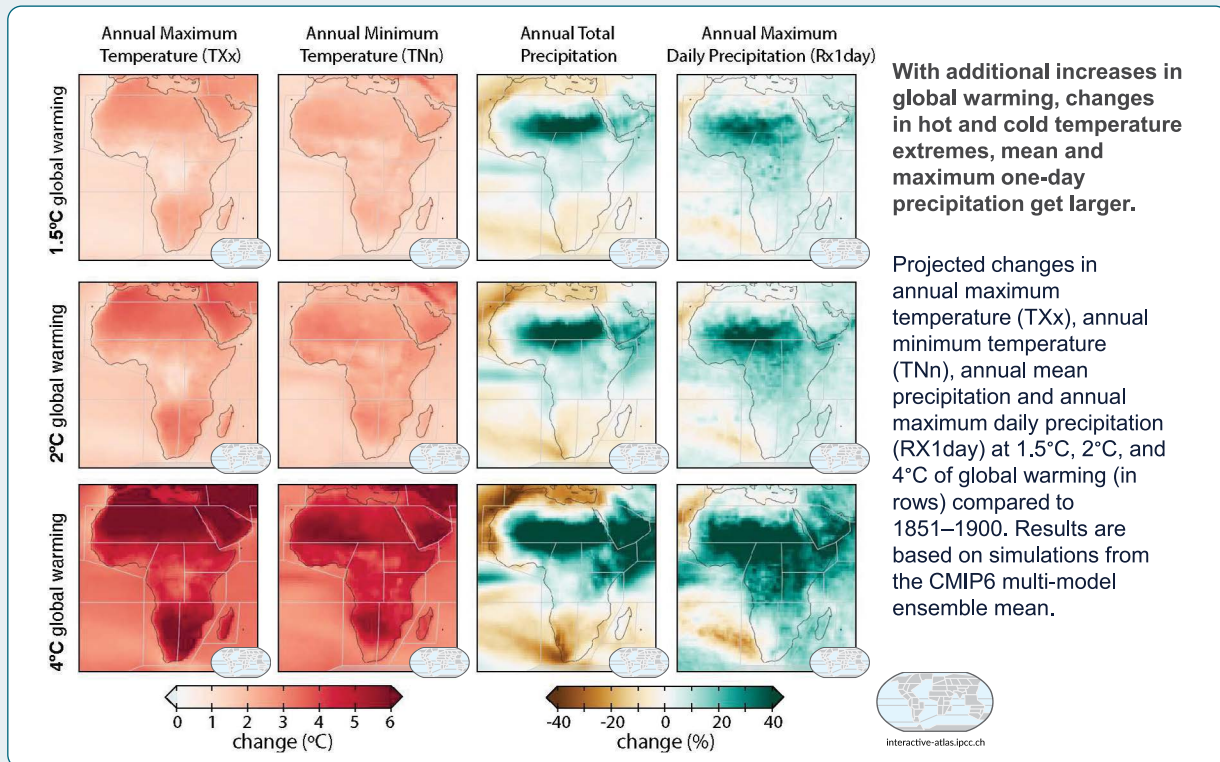 Annual Maximum
Temperature (TXx)
Annual Minimum
Temperature (TNn)
Annual Total
Precipitation
Annual Maximum
Daily Precipitation (Rx1day)
1.5°C global warming
2°C global warming
4°C global warming
0 1 2 3 4 5 6
change (°C)
-40 -20 0 20 40
change (%)
With additional increases in
global warming, changes
in hot and cold temperature
extremes, mean and
maximum one-day
precipitation get larger.
Projected changes in
annual maximum
temperature (TXx), annual
minimum temperature
(TNn), annual mean
precipitation and annual
maximum daily precipitation
(RX1day) at 1.5°C, 2°C, and
4°C of global warming (in
rows) compared to
1851–1900. Results are
based on simulations from
the CMIP6 multi-model
ensemble mean.
interactive-atlas.ipcc.ch